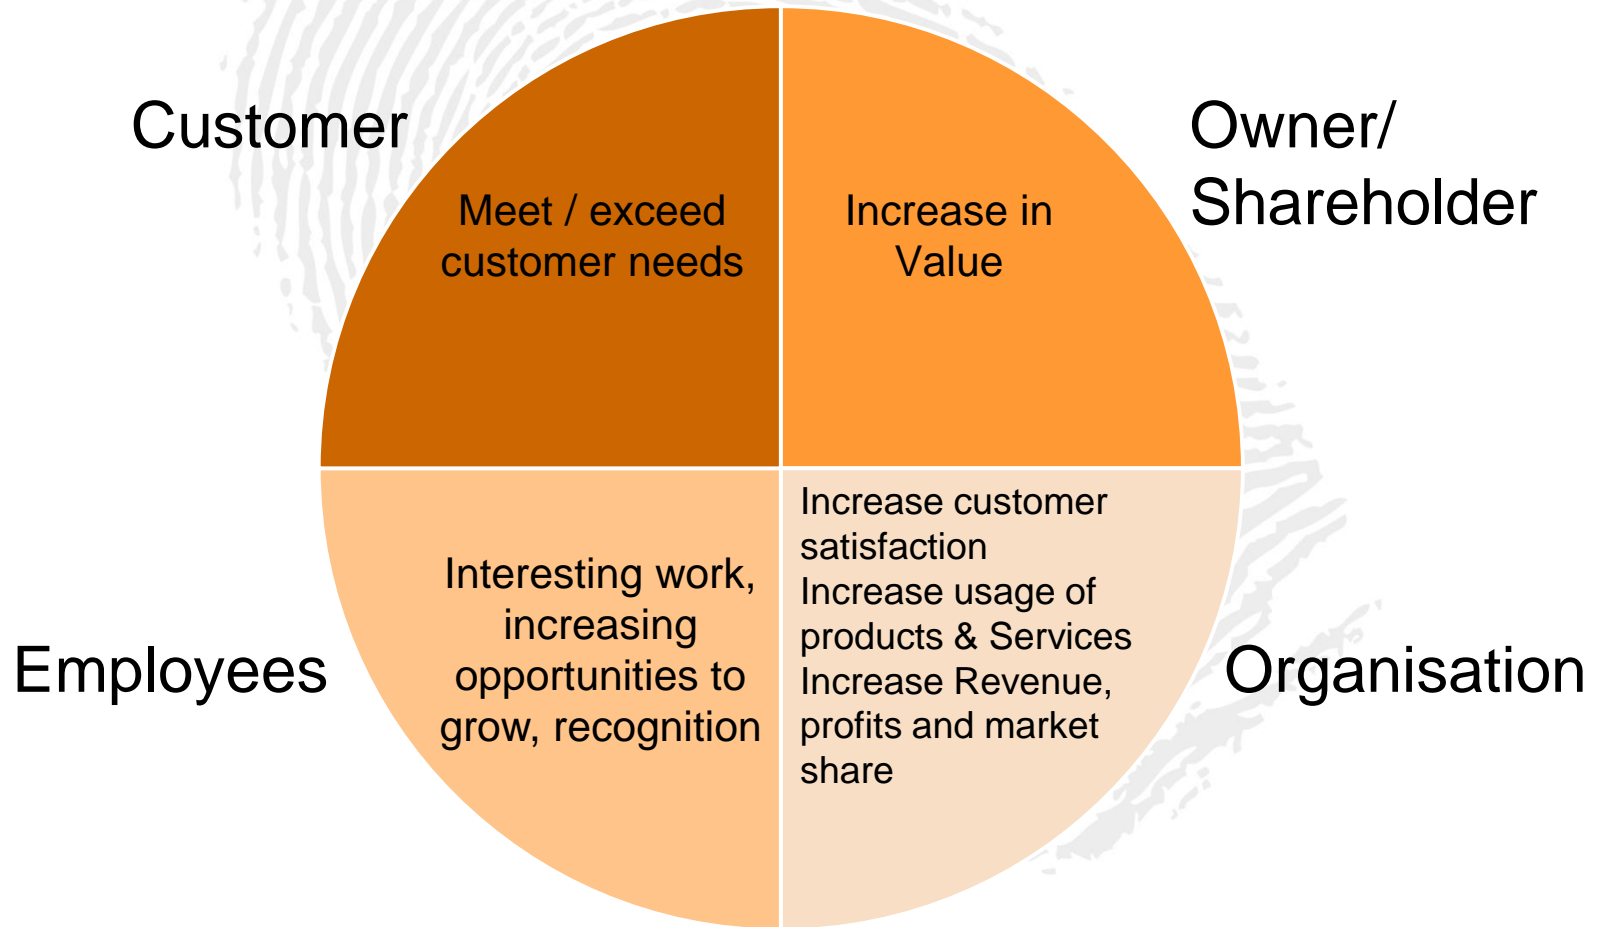 Customer
Meet / exceed
customer needs
Owner/
Shareholder
Increase in
Value
Employees
Interesting work,
increasing
opportunities to
grow, recognition
Organisation
Increase customer
satisfaction
Increase usage of
products & Services
Increase Revenue,
profits and market
share